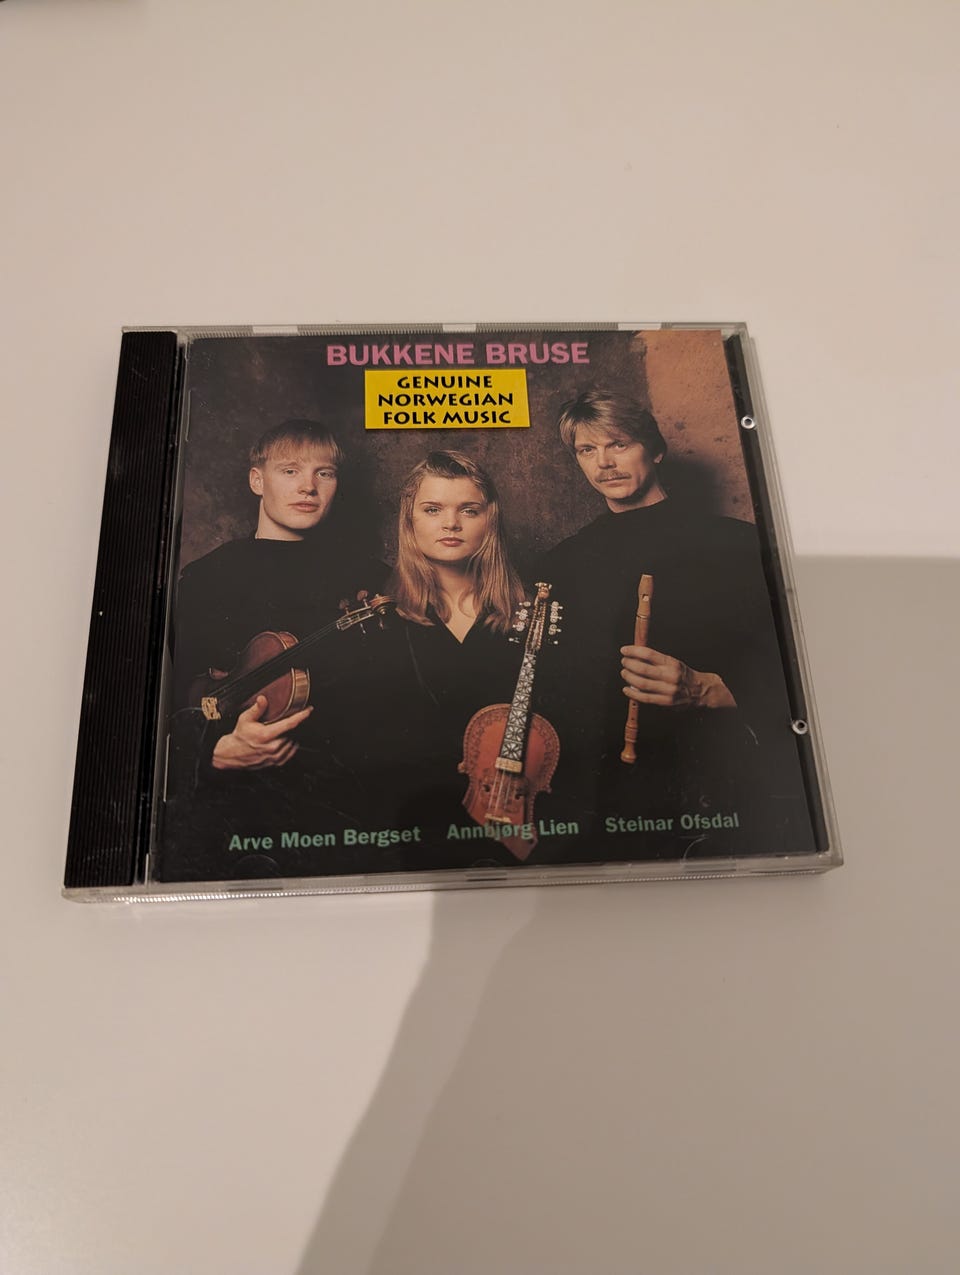 BUKKENE BRUSE
GENUINE
NORWEGIAN
FOLK MUSIC
Arve Moen Bergset Annbjørg Lien Steinar Ofsdal